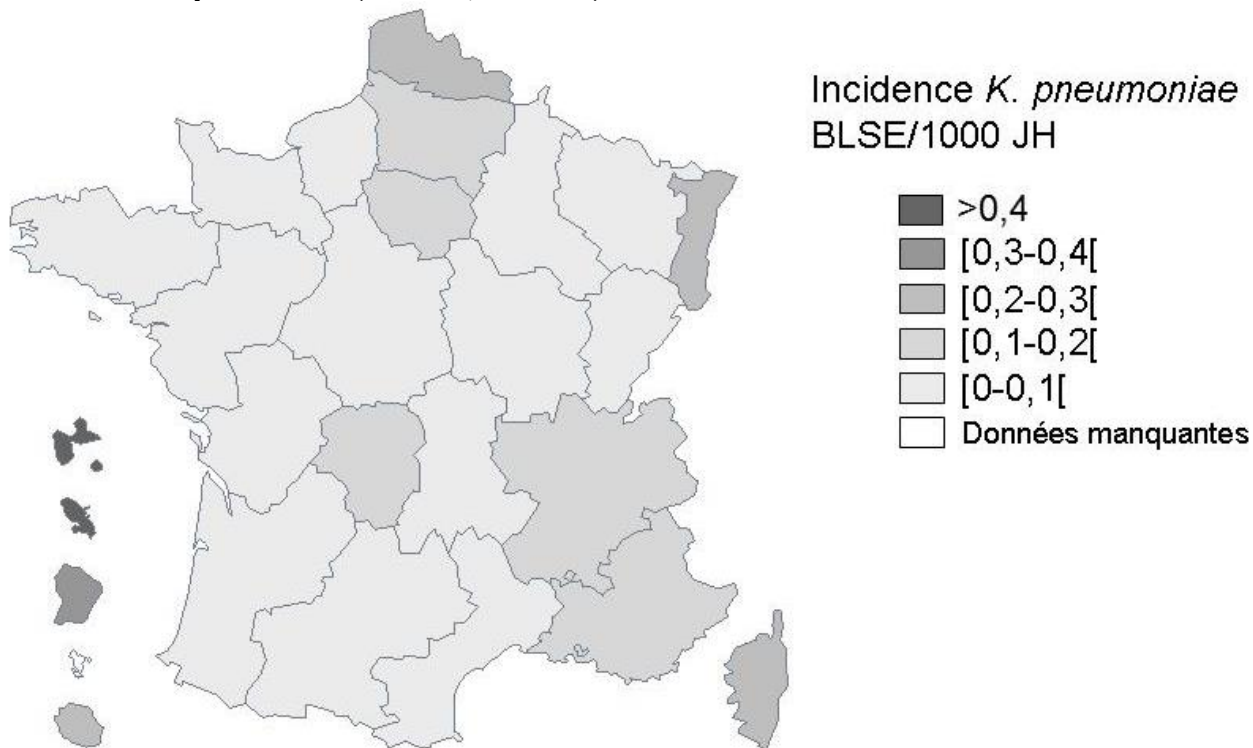 Incidence K. pneumoniae
BLSE/1000 JH
>0,4
[0,3-0,4[
[0,2-0,3[
[0,1-0,2[
[0-0,1[
Données manquantes